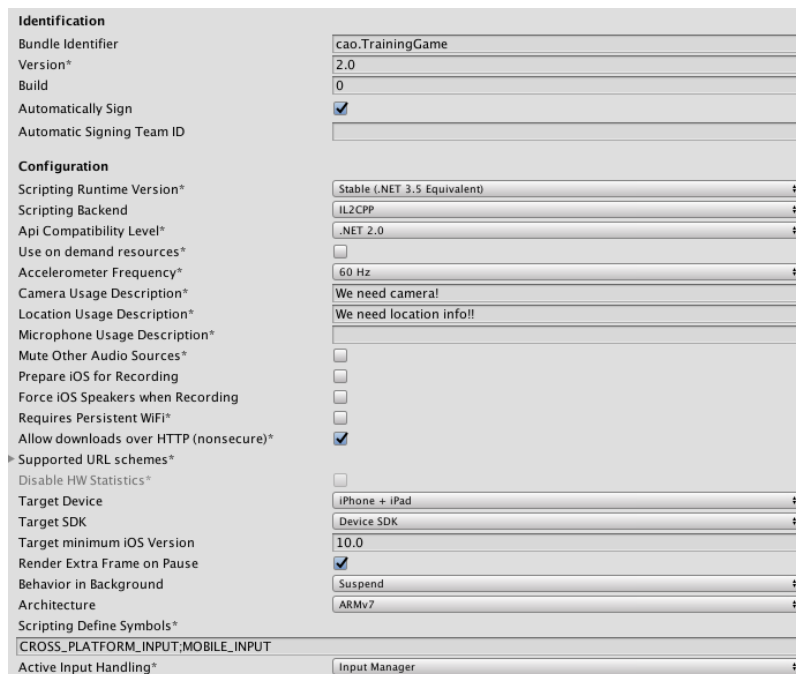 Identification
Bundle Identifier cao.TrainingGame
Version* 2.0
Build 0
Automatically Sign
Automatic Signing Team ID
Configuration
Scripting Runtime Version* Stable (.NET 3.5 Equivalent)
Scripting Backend IL2CPP
Api Compatibility Level* .NET 2.0
Use on demand resources*
Accelerometer Frequency* 60 Hz
Camera Usage Description* We need camera!
Location Usage Description* We need location info!!
Microphone Usage Description*
Mute Other Audio Sources*
Prepare iOS for Recording
Force iOS Speakers when Recording
Requires Persistent WiFi*
Allow downloads over HTTP (nonsecure)*
Supported URL schemes*
Disable HW Statistics*
Target Device iPhone + iPad
Target SDK Device SDK
Target minimum iOS Version 10.0
Render Extra Frame on Pause
Behavior in Background Suspend
Architecture ARMv7
Scripting Define Symbols*
CROSS_PLATFORM_INPUT;MOBILE_INPUT
Active Input Handling* Input Manager